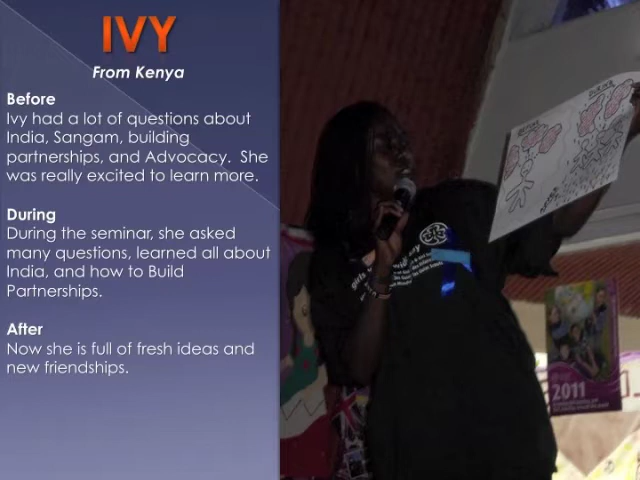 IVY
From Kenya
Before
Ivy had a lot of questions about
India, Sangam, building
partnerships, and Advocacy.  She
was really excited to learn more.
During
During the seminar, she asked
many questions, learned all about
India, and how to Build
Partnerships.
After
Now she is full of fresh ideas and
new friendships.
2011